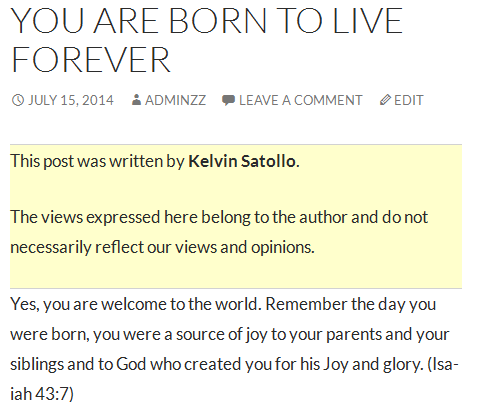 YOU ARE BORN TO LIVE
FOREVER
JULY 15, 2014 ADMINZZ LEAVE A COMMENT EDIT
This post was written by Kelvin Satollo.
The views expressed here belong to the author and do not
necessarily reflect our views and opinions.
Yes, you are welcome to the world. Remember the day you
were born, you were a source of joy to your parents and your
siblings and to God who created you for his Joy and glory. (Isa-
iah 43:7)